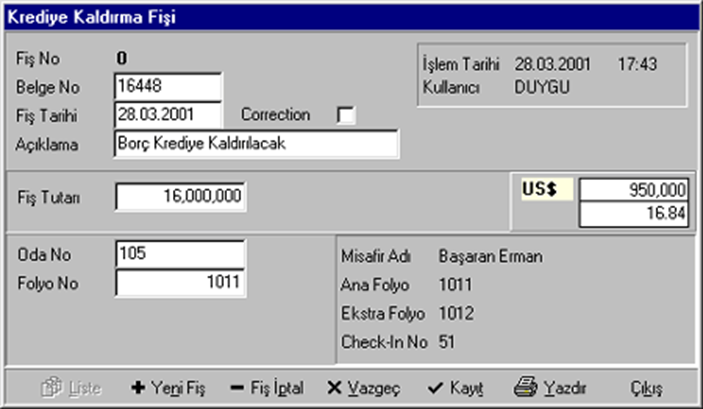 Krediye Kaldırma Fişi
Fiş No 0
Belge No 16448
Fiş Tarihi 28.03.2001 Correction
Açıklama Borç Krediye Kaldırılacak
İşlem Tarihi 28.03.2001 17:43
Kullanıcı DUYGU
Fiş Tutarı 16,000,000
US$ 950,000
16.84
Oda No 105
Folyo No 1011
Misafir Adı Başaran Erman
Ana Folyo 1011
Ekstra Folyo 1012
Check-In No 51
Liste Yeni Fiş Fiş İptal Vazgeç Kayıt Yazdır Çıkış